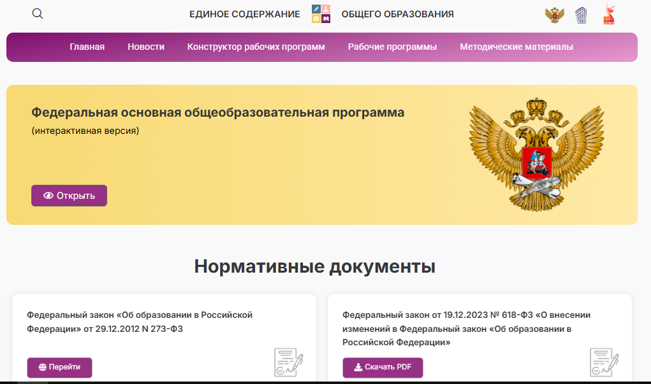 ЕДИНОЕ СОДЕРЖАНИЕ ОБЩЕГО ОБРАЗОВАНИЯ
Главная Новости Конструктор рабочих программ Рабочие программы Методические материалы
Федеральная основная общеобразовательная программа
(интерактивная версия)
Открыть
Нормативные документы
Федеральный закон «Об образовании в Российской
Федерации» от 29.12.2012 N 273-ФЗ
Перейти
Федеральный закон от 19.12.2023 № 618-ФЗ «О внесении
изменений в Федеральный закон «Об образовании в
Российской Федерации»
Скачать PDF